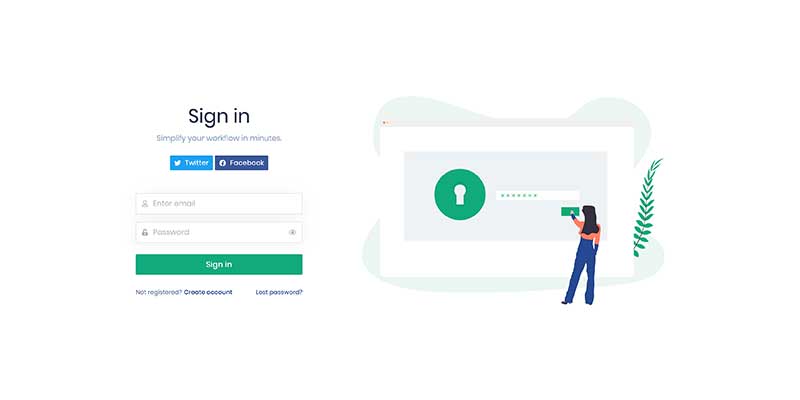 Sign in
Simplify your workflow in minutes.
Twitter Facebook
Enter email
Password
Sign in
Not registered? Create account Lost password?